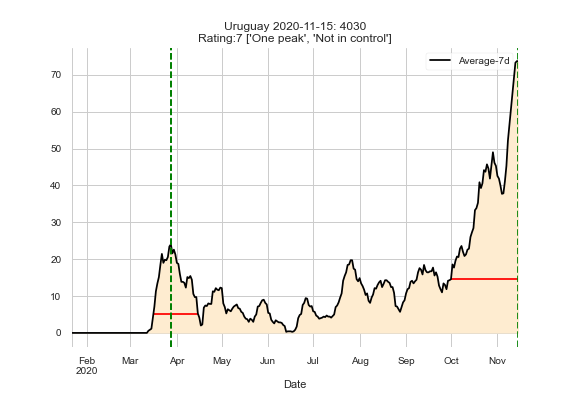 Uruguay 2020-11-15: 4030
Rating:7 ['One peak', 'Not in control']
Average-7d
70
60
50
40
30
20
10
0
Feb Mar Apr May Jun Jul Aug Sep Oct Nov
2020
Date